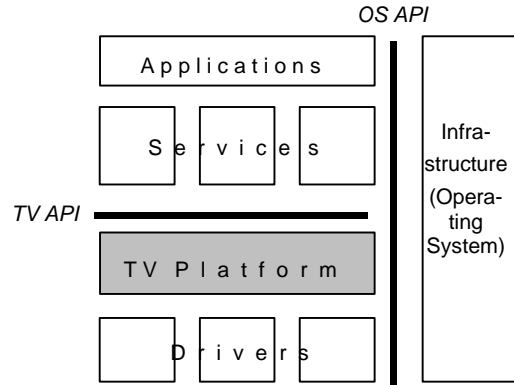 OS API
Applications
Services
TV API
TV Platform
Drivers
Infra-
structure
(Opera-
ting
System)